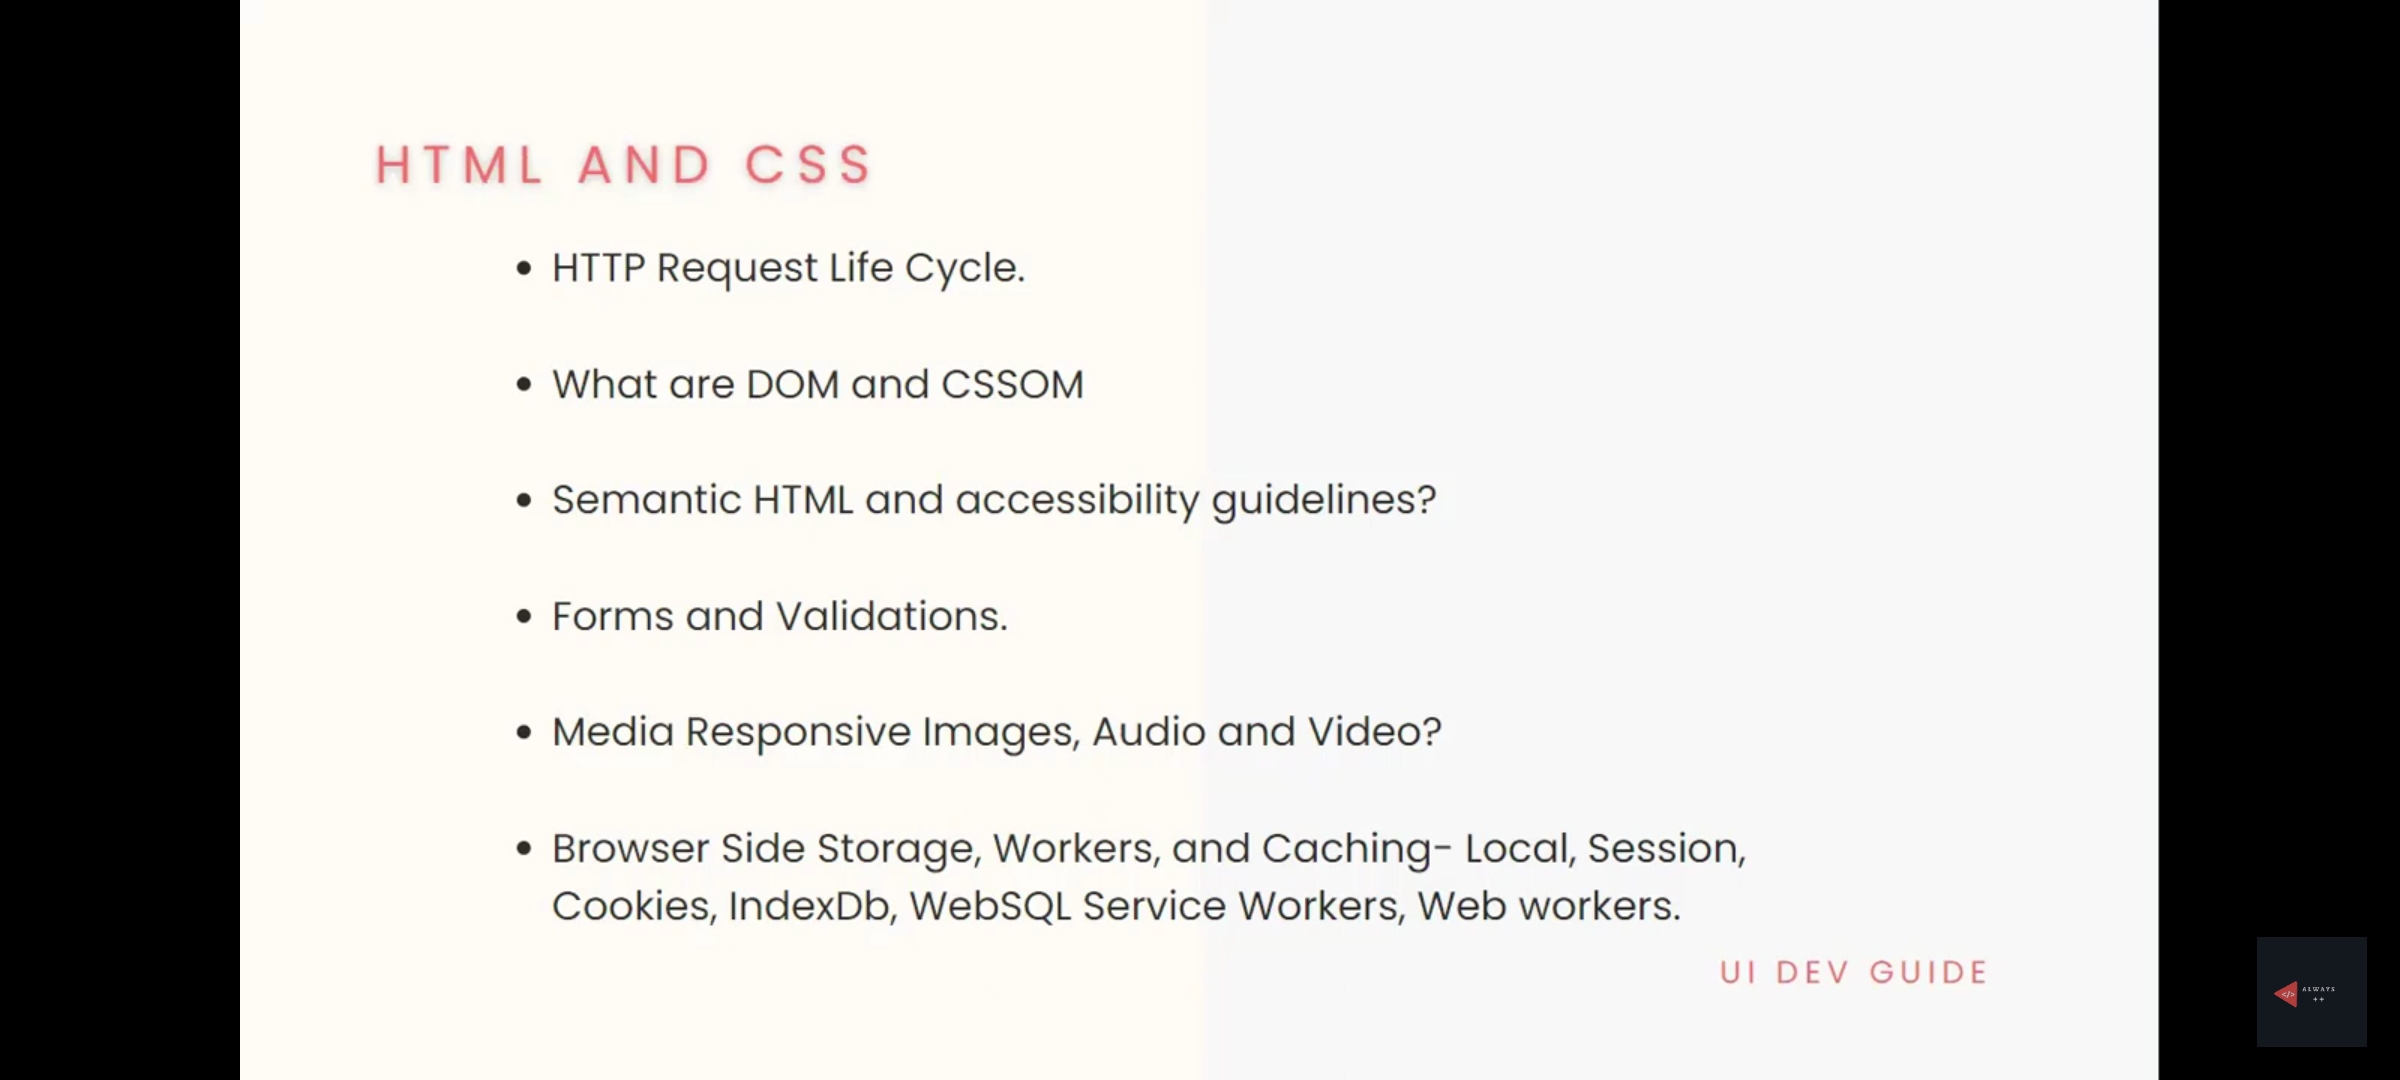 HTML AND CSS
• HTTP Request Life Cycle.
• What are DOM and CSSOM
• Semantic HTML and accessibility guidelines?
• Forms and Validations.
• Media Responsive Images, Audio and Video?
• Browser Side Storage, Workers, and Caching- Local, Session,
Cookies, IndexDb, WebSQL Service Workers, Web workers.
UI DEV GUIDE
</> ALWAYS
++